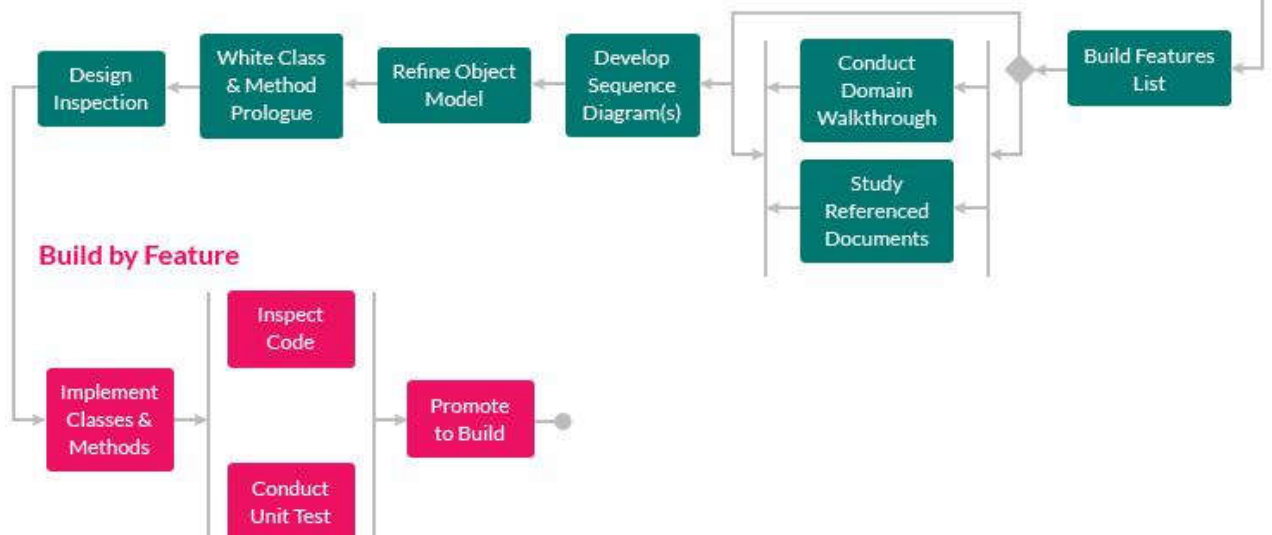 Design
Inspection
White Class
& Method
Prologue
Refine Object
Model
Develop
Sequence
Diagram(s)
Conduct
Domain
Walkthrough
Build Features
List
Study
Referenced
Documents
Build by Feature
Inspect
Code
Implement
Classes &
Methods
Promote
to Build
Conduct
Unit Test